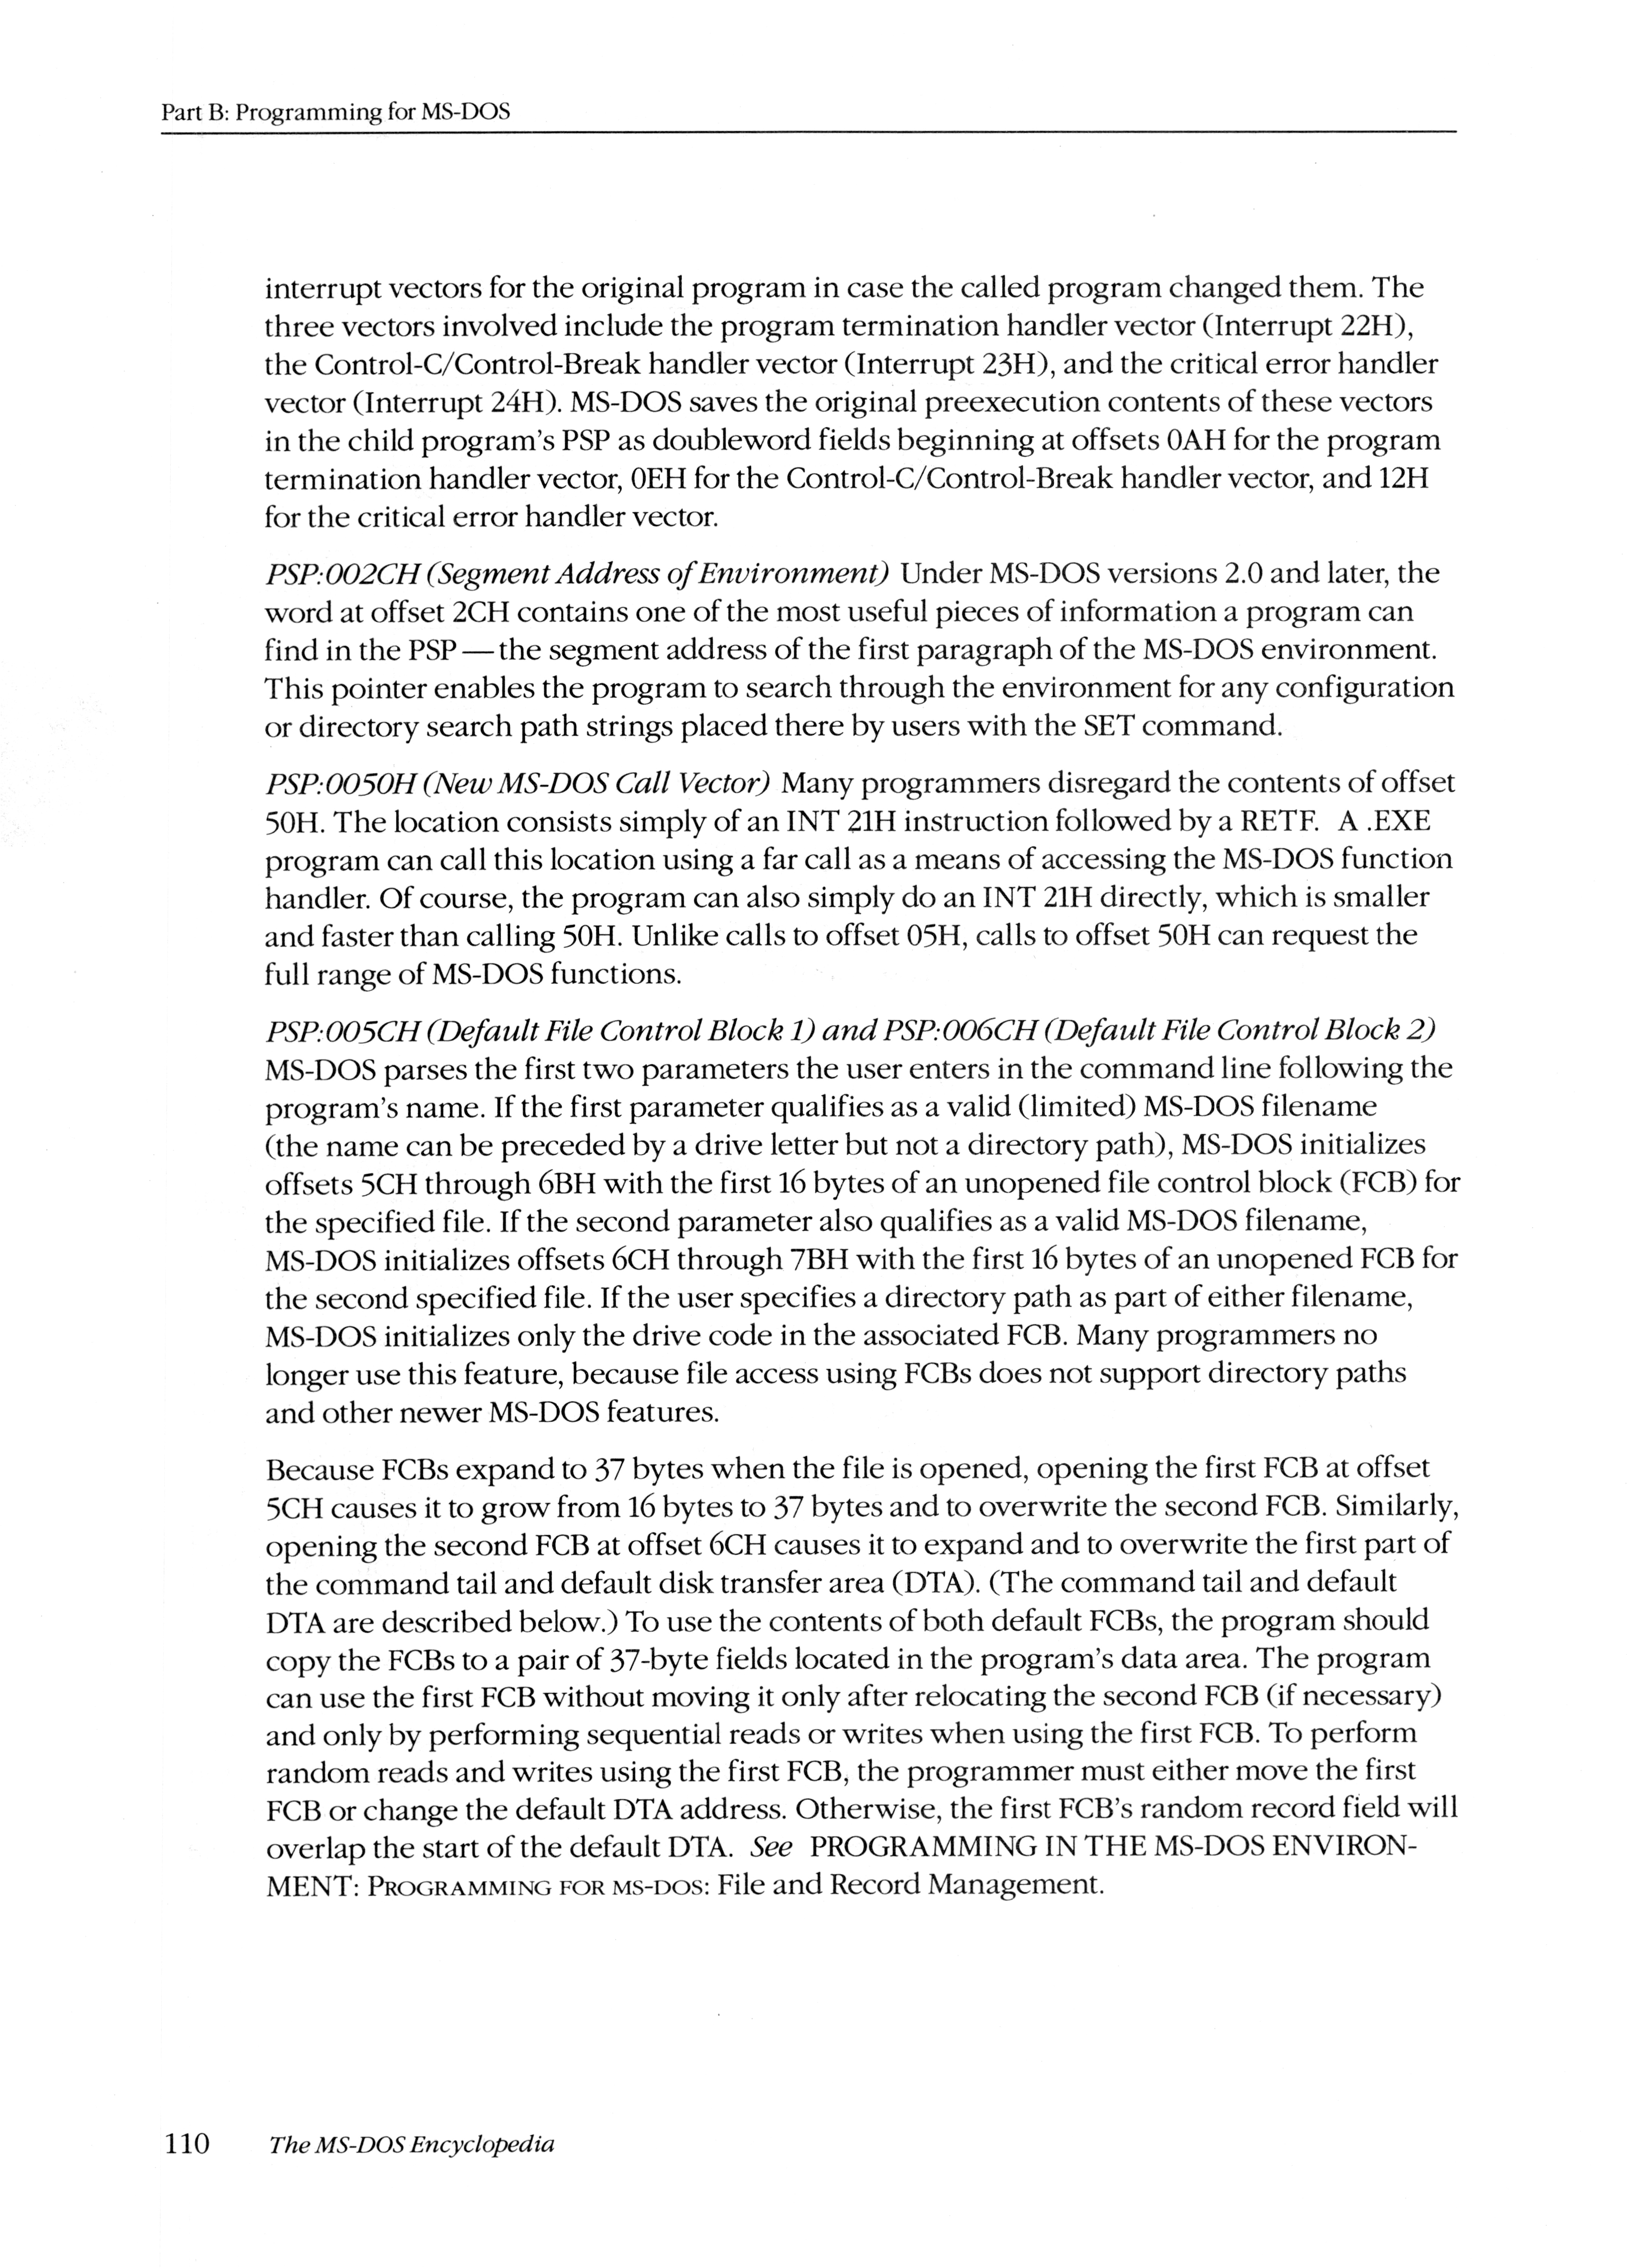 Part B: Programming for MS-DOS
interrupt vectors for the original program in case the called program changed them. The
three vectors involved include the program termination handler vector (Interrupt 22H),
the Control-C/Control-Break handler vector (Interrupt 23H), and the critical error handler
vector (Interrupt 24H). MS-DOS saves the original preexecution contents of these vectors
in the child program's PSP as doubleword fields beginning at offsets 0AH for the program
termination handler vector, 0EH for the Control-C/Control-Break handler vector, and 12H
for the critical error handler vector.
PSP:002CH (Segment Address of Environment) Under MS-DOS versions 2.0 and later, the
word at offset 2CH contains one of the most useful pieces of information a program can
find in the PSP — the segment address of the first paragraph of the MS-DOS environment.
This pointer enables the program to search through the environment for any configuration
or directory search path strings placed there by users with the SET command.
PSP:0050H (New MS-DOS Call Vector) Many programmers disregard the contents of offset
50H. The location consists simply of an INT 21H instruction followed by a RETF. A .EXE
program can call this location using a far call as a means of accessing the MS-DOS function
handler. Of course, the program can also simply do an INT 21H directly, which is smaller
and faster than calling 50H. Unlike calls to offset 05H, calls to offset 50H can request the
full range of MS-DOS functions.
PSP:005CH (Default File Control Block 1) and PSP:006CH (Default File Control Block 2)
MS-DOS parses the first two parameters the user enters in the command line following the
program's name. If the first parameter qualifies as a valid (limited) MS-DOS filename
(the name can be preceded by a drive letter but not a directory path), MS-DOS initializes
offsets 5CH through 6BH with the first 16 bytes of an unopened file control block (FCB) for
the specified file. If the second parameter also qualifies as a valid MS-DOS filename,
MS-DOS initializes offsets 6CH through 7BH with the first 16 bytes of an unopened FCB for
the second specified file. If the user specifies a directory path as part of either filename,
MS-DOS initializes only the drive code in the associated FCB. Many programmers no
longer use this feature, because file access using FCBs does not support directory paths
and other newer MS-DOS features.
Because FCBs expand to 37 bytes when the file is opened, opening the first FCB at offset
5CH causes it to grow from 16 bytes to 37 bytes and to overwrite the second FCB. Similarly,
opening the second FCB at offset 6CH causes it to expand and to overwrite the first part of
the command tail and default disk transfer area (DTA). (The command tail and default
DTA are described below.) To use the contents of both default FCBs, the program should
copy the FCBs to a pair of 37-byte fields located in the program's data area. The program
can use the first FCB without moving it only after relocating the second FCB (if necessary)
and only by performing sequential reads or writes when using the first FCB. To perform
random reads and writes using the first FCB, the programmer must either move the first
FCB or change the default DTA address. Otherwise, the first FCB's random record field will
overlap the start of the default DTA. See PROGRAMMING IN THE MS-DOS ENVIRON-
MENT: PROGRAMMING FOR MS-DOS: File and Record Management.
110 The MS-DOS Encyclopedia